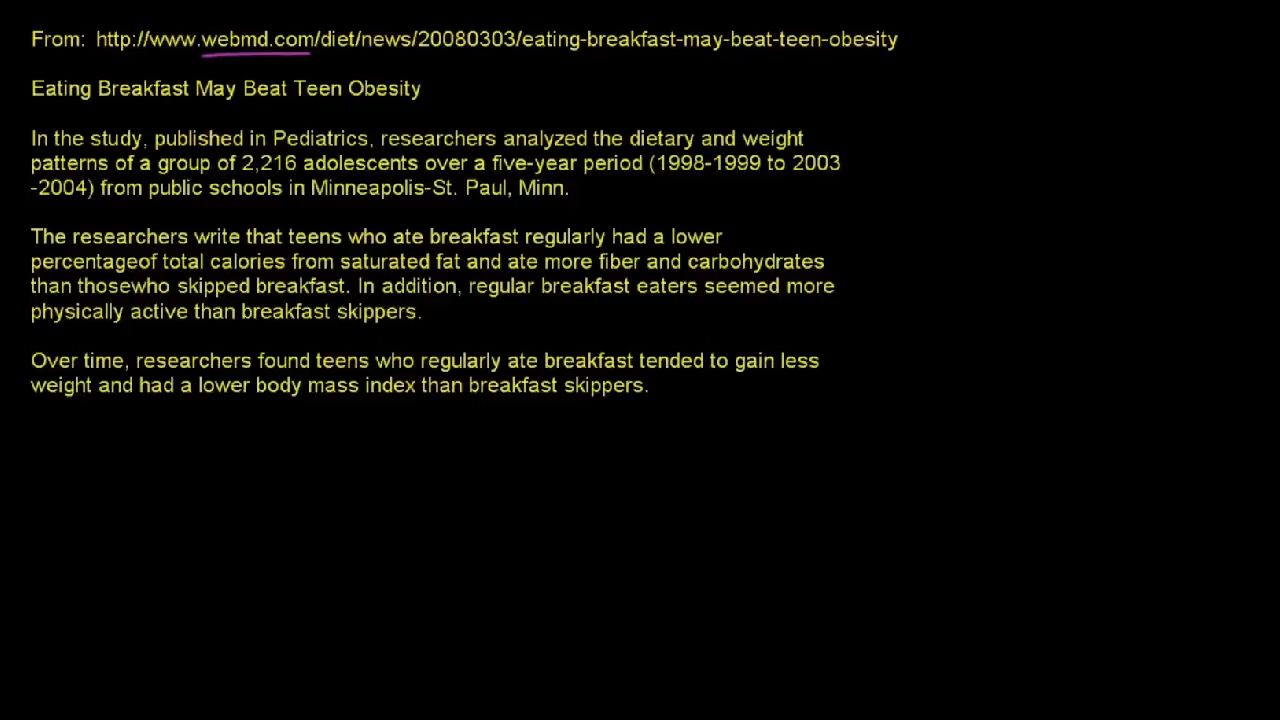 From: http://www.webmd.com/diet/news/20080303/eating-breakfast-may-beat-teen-obesity
Eating Breakfast May Beat Teen Obesity
In the study, published in Pediatrics, researchers analyzed the dietary and weight
patterns of a group of 2,216 adolescents over a five-year period (1998-1999 to 2003
-2004) from public schools in Minneapolis-St. Paul, Minn.
The researchers write that teens who ate breakfast regularly had a lower
percentageof total calories from saturated fat and ate more fiber and carbohydrates
than thosewho skipped breakfast. In addition, regular breakfast eaters seemed more
physically active than breakfast skippers.
Over time, researchers found teens who regularly ate breakfast tended to gain less
weight and had a lower body mass index than breakfast skippers.